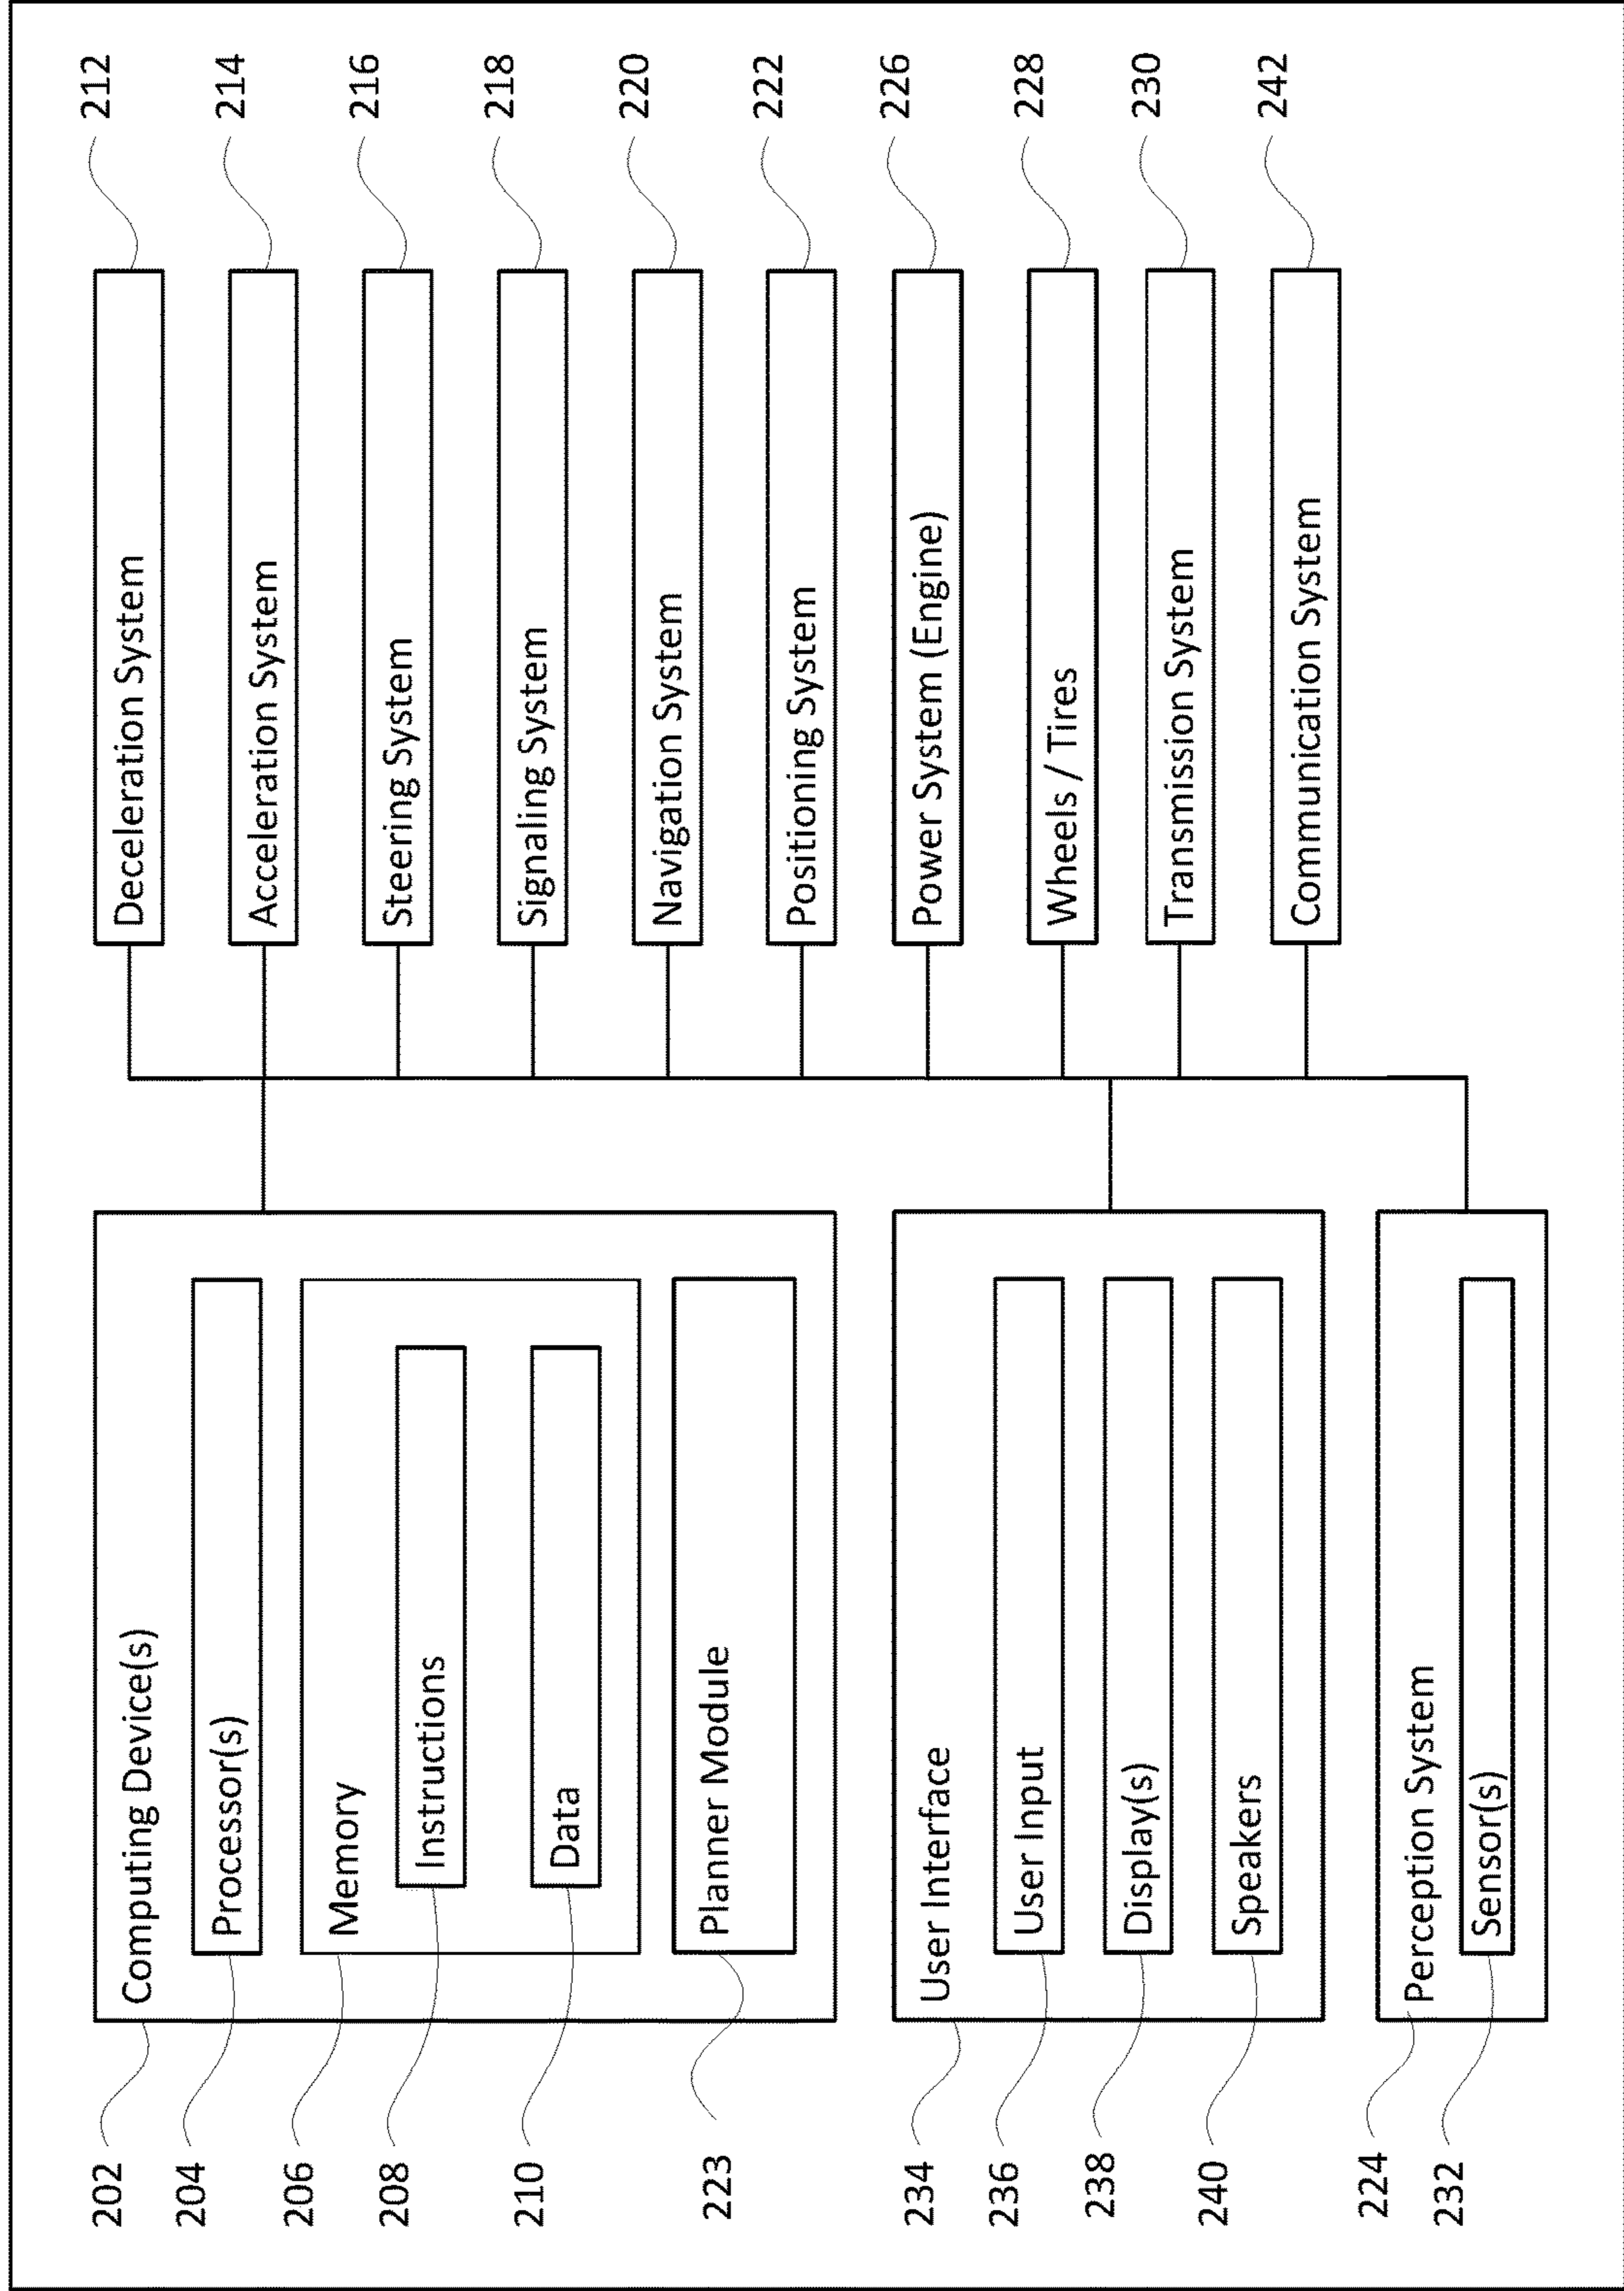 202
Computing Device(s)
204
Processor(s)
206
Memory
208
Instructions
210
Data
223
Planner Module
234
User Interface
236
User Input
238
Display(s)
240
Speakers
224
Perception System
232
Sensor(s)
Deceleration System
212
Acceleration System
214
Steering System
216
Signaling System
218
Navigation System
220
Positioning System
222
Power System (Engine)
226
Wheels / Tires
228
Transmission System
230
Communication System
242